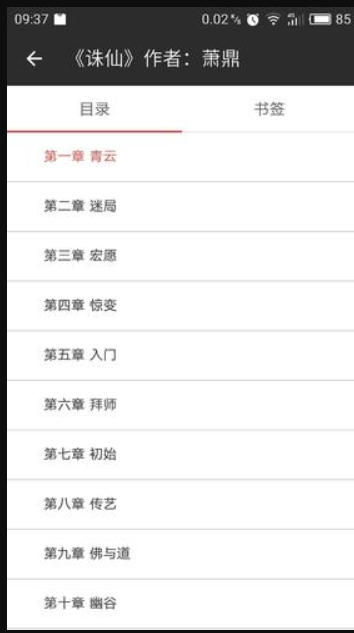 09:37 0.02 ⁰⁄s 4G 85
《诛仙》作者：萧鼎
目录 书签
第一章 青云
第二章 迷局
第三章 宏愿
第四章 惊变
第五章 入门
第六章 拜师
第七章 初始
第八章 传艺
第九章 佛与道
第十章 幽谷